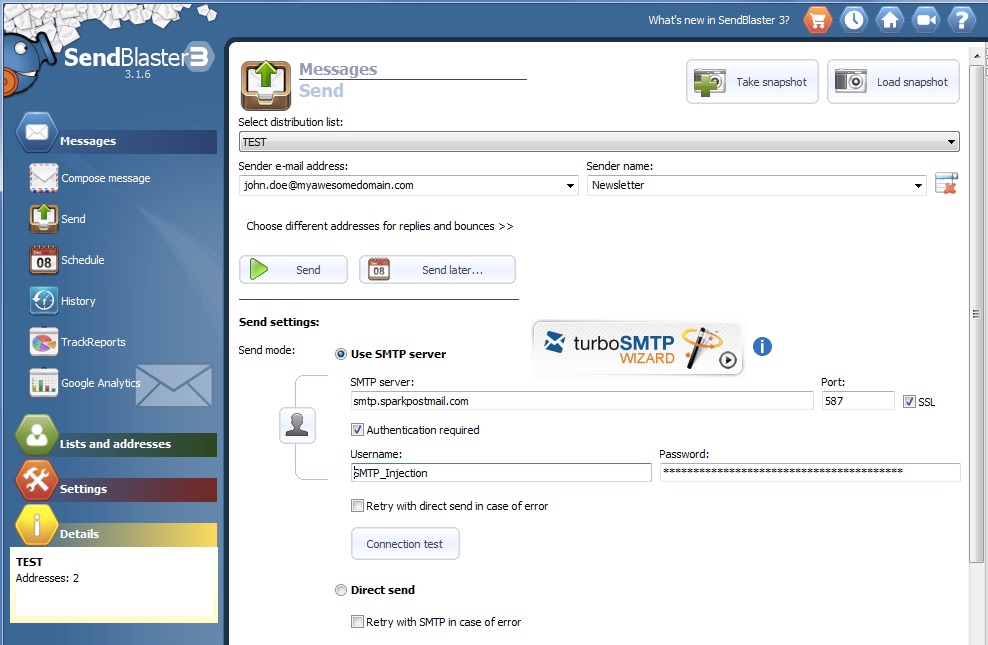 What's new in SendBlaster 3?
SendBlaster3
3.1.6
Messages
Compose message
Send
08
Schedule
History
TrackReports
Google Analytics
Lists and addresses
Settings
Details
TEST
Addresses: 2
Messages
Send
Take snapshot
Load snapshot
Select distribution list:
TEST
Sender e-mail address:
Sender name:
john.doe@myawesomedomain.com
Newsletter
Choose different addresses for replies and bounces >>
Send
08
Send later...
Send settings:
Send mode:
Use SMTP server
turboSMTP
WIZARD
i
SMTP server:
Port:
smtp.sparkpostmail.com
587
SSL
Authentication required
Username:
Password:
SMTP_Injection
****************************************
Retry with direct send in case of error
Connection test
Direct send
Retry with SMTP in case of error